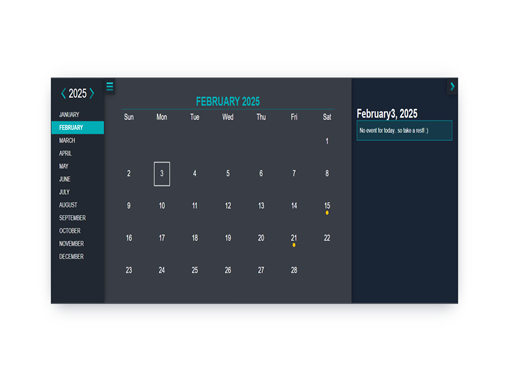 2025
JANUARY
FEBRUARY
MARCH
APRIL
MAY
JUNE
JULY
AUGUST
SEPTEMBER
OCTOBER
NOVEMBER
DECEMBER
FEBRUARY 2025
Sun Mon Tue Wed Thu Fri Sat
1
2 3 4 5 6 7 8
9 10 11 12 13 14 15
16 17 18 19 20 21 22
23 24 25 26 27 28
February3, 2025
No event for today.. so take a rest! :)